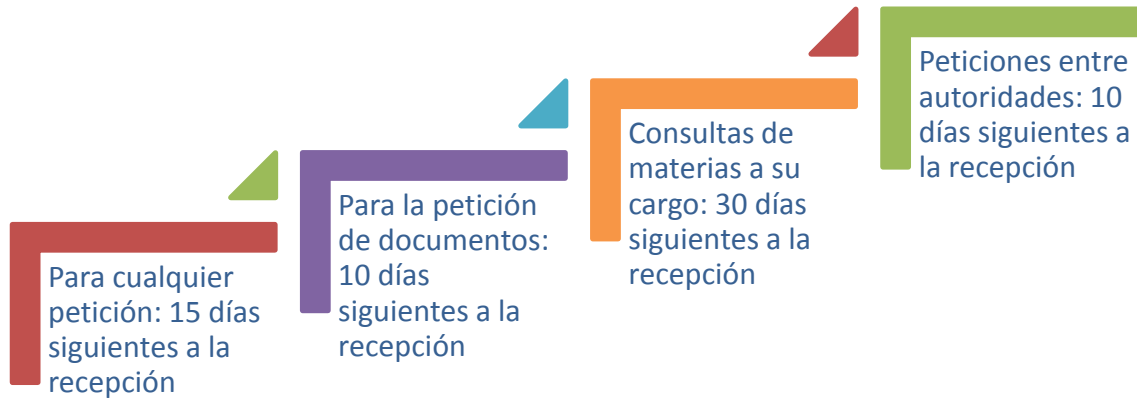 Para cualquier
petición: 15 días
siguientes a la
recepción
Para la petición
de documentos:
10 días
siguientes a la
recepción
Consultas de
materias a su
cargo: 30 días
siguientes a la
recepción
Peticiones entre
autoridades: 10
días siguientes a
la recepción